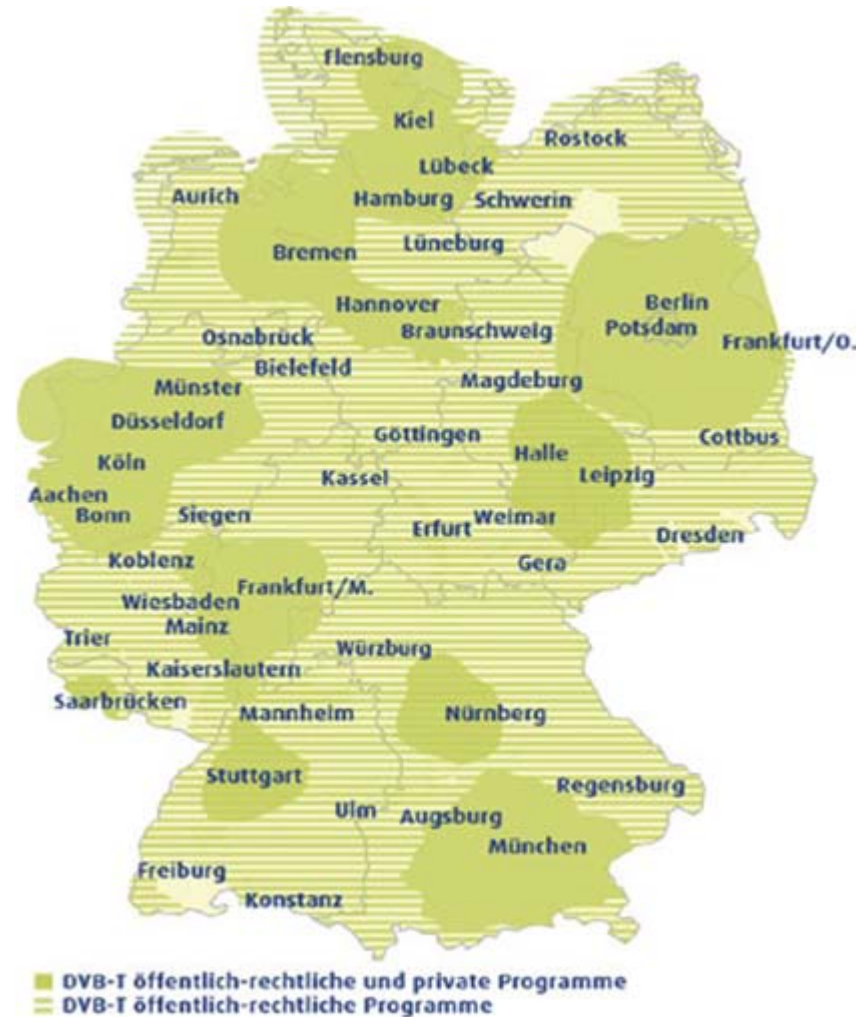 Flensburg
Kiel
Rostock
Lübeck
Aurich
Hamburg
Schwerin
Lüneburg
Bremen
Hannover
Berlin
Braunschweig
Potsdam
Osnabrück
Frankfurt/O.
Bielefeld
Magdeburg
Münster
Düsseldorf
Göttingen
Cottbus
Halle
Köln
Kassel
Leipzig
Aachen
Bonn
Siegen
Weimar
Erfurt
Dresden
Koblenz
Gera
Frankfurt/M.
Wiesbaden
Mainz
Trier
Würzburg
Kaiserslautern
Saarbrücken
Mannheim
Nürnberg
Stuttgart
Regensburg
Ulm
Augsburg
München
Freiburg
Konstanz
DVB-T öffentlich-rechtliche und private Programme
DVB-T öffentlich-rechtliche Programme